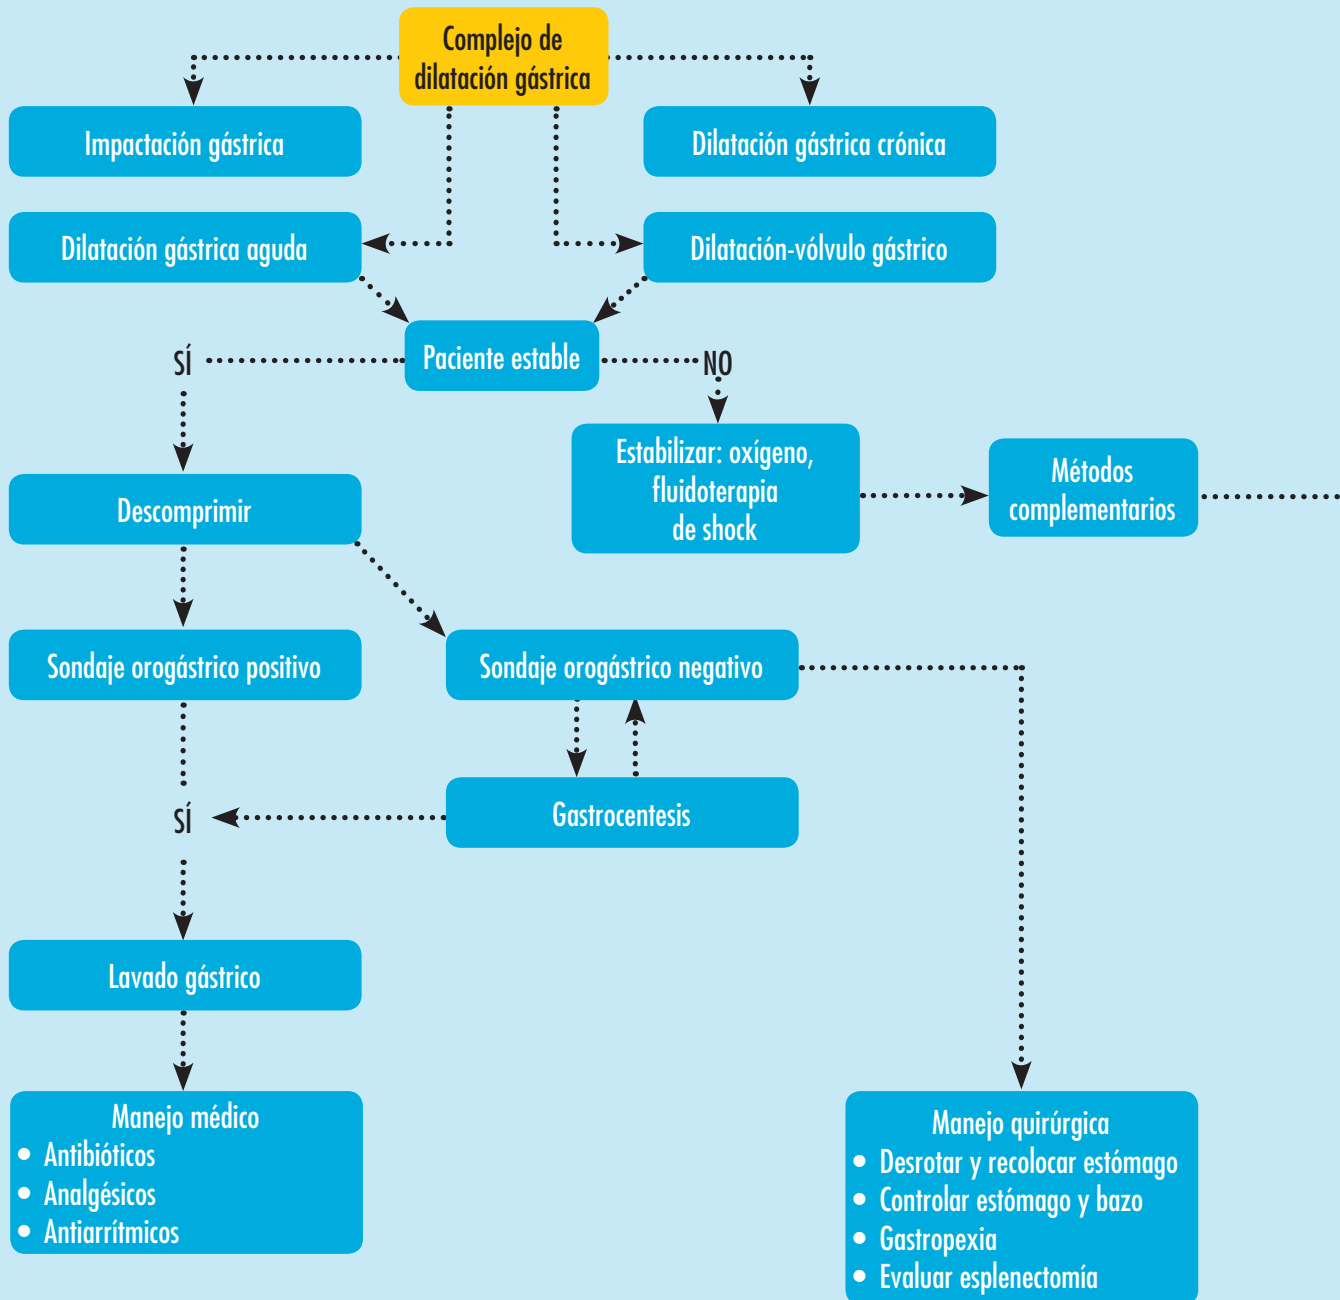 Complejo de
dilatación gástrica
Impactación gástrica
Dilatación gástrica crónica
Dilatación gástrica aguda
Dilatación-vólvulo gástrico
Paciente estable
SÍ
NO
Estabilizar: oxígeno,
fluidoterapia
de shock
Métodos
complementarios
Descomprimir
Sondaje orogástrico positivo
Sondaje orogástrico negativo
Gastrocentesis
SÍ
Lavado gástrico
Manejo médico
• Antibióticos
• Analgésicos
• Antiarrítmicos
Manejo quirúrgica
• Desrotar y recolocar estómago
• Controlar estómago y bazo
• Gastropexia
• Evaluar esplenectomía